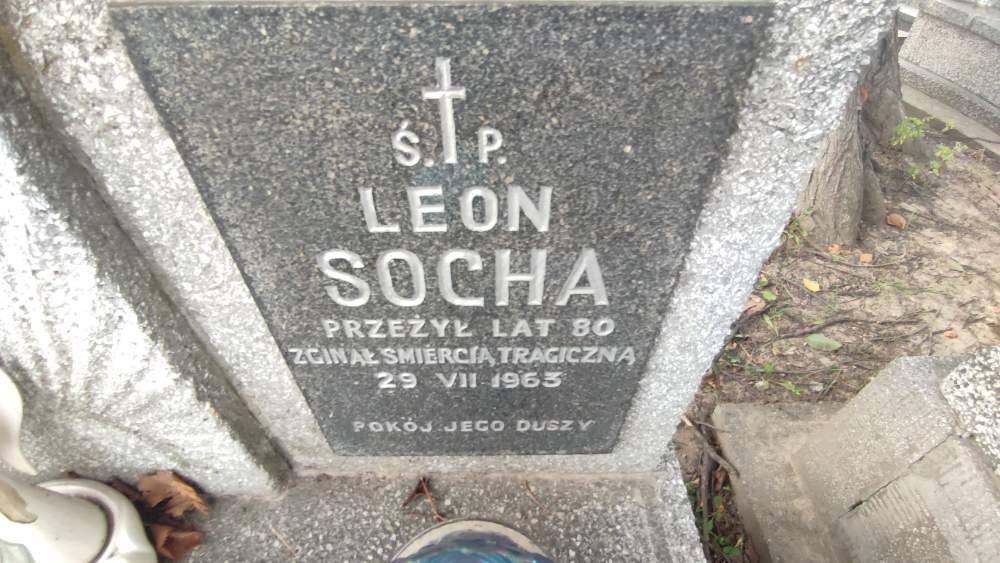 Ś. P.
LEON
SOCHA
PRZEŻYŁ LAT 80
ZGINĄŁ ŚMIERCIĄ TRAGICZNĄ
29 VII 1963
POKÓJ JEGO DUSZY